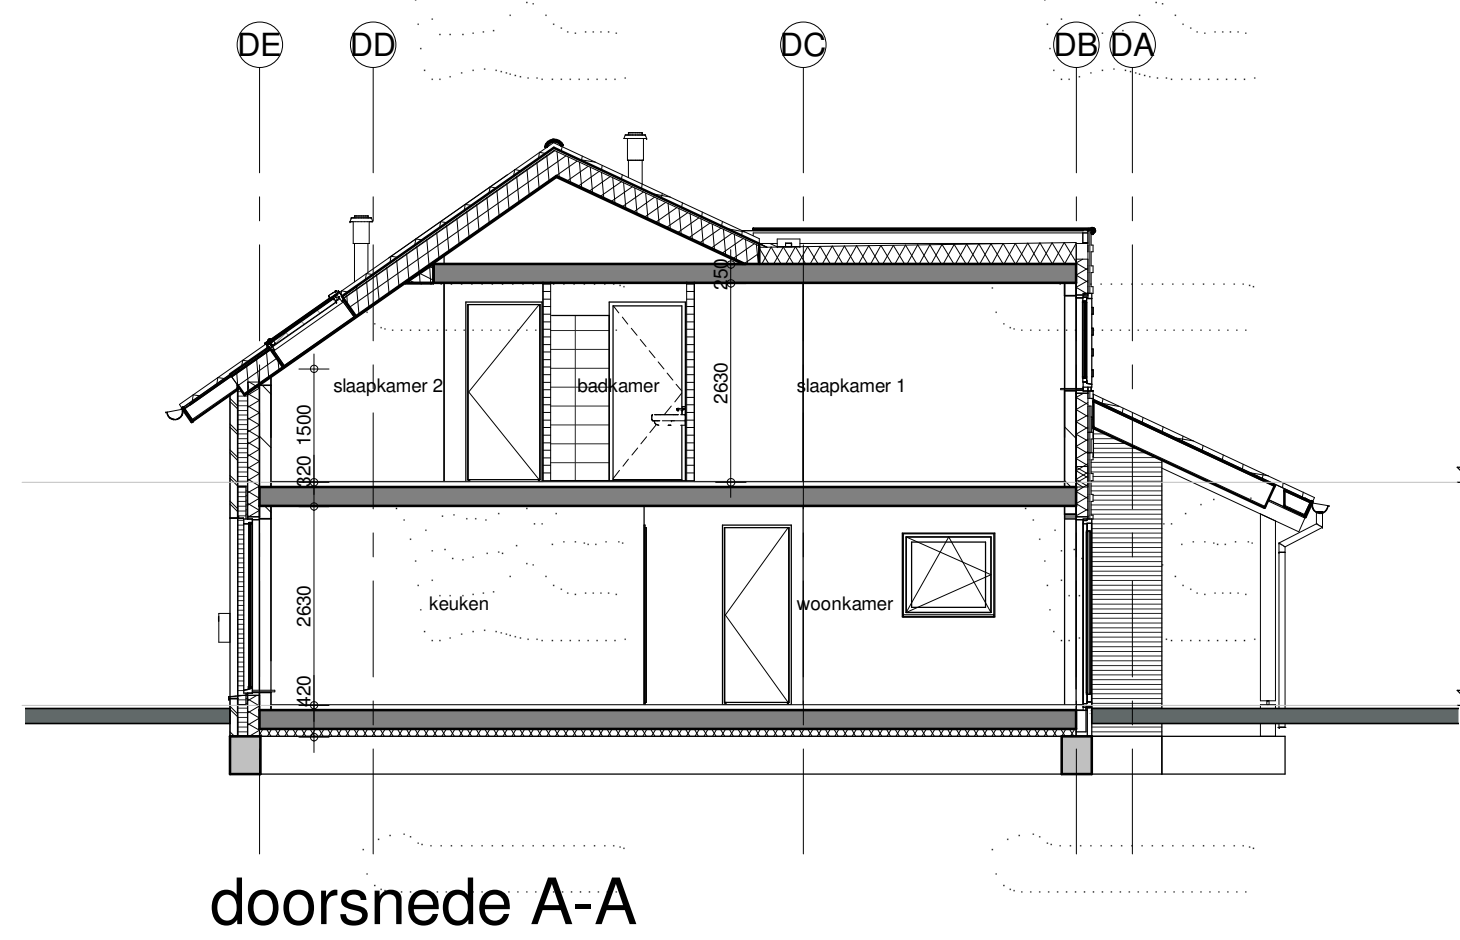 DE DD DC DB DA
250
slaapkamer 2 badkamer 2630 slaapkamer 1
1500
320
keuken 2630 woonkamer
420
doorsnede A-A